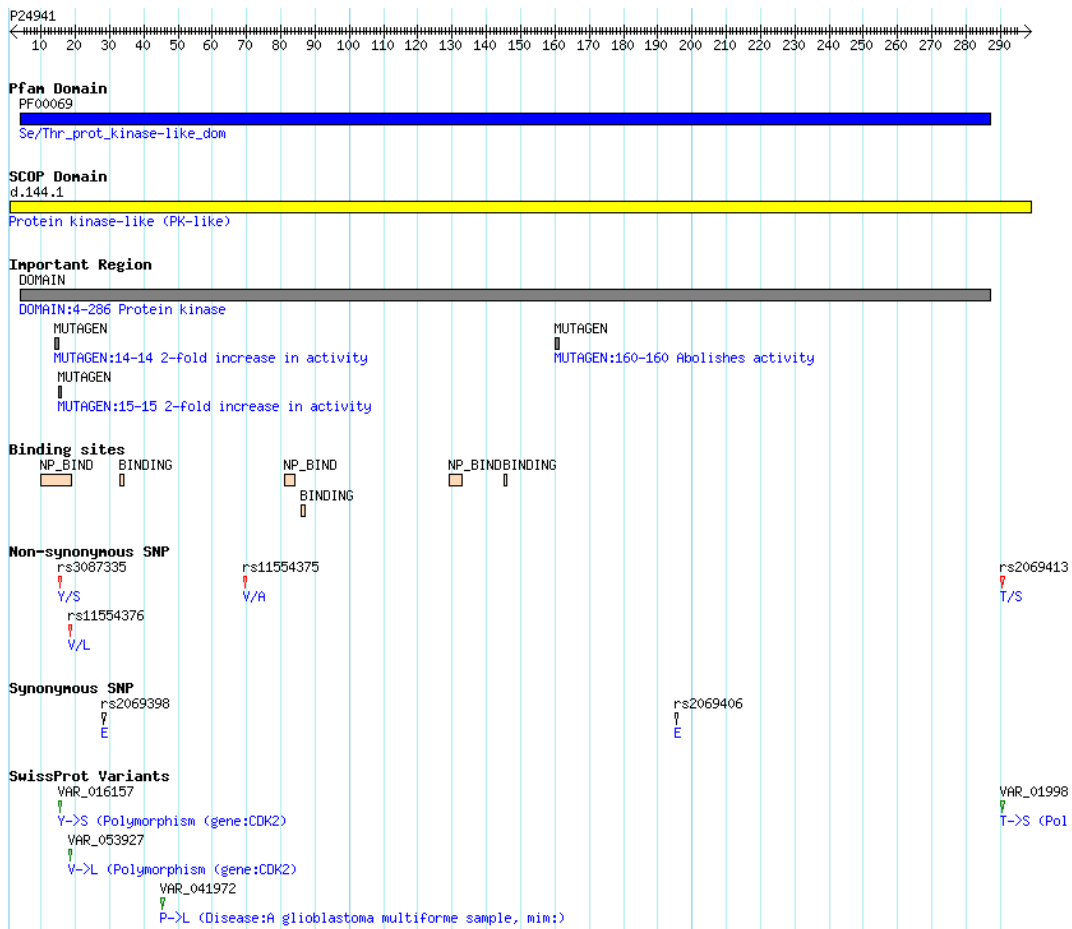 P24941
10 20 30 40 50 60 70 80 90 100 110 120 130 140 150 160 170 180 190 200 210 220 230 240 250 260 270 280 290
Pfam Domain
PF00069
Se/Thr_prot_kinase-like_dom
SCOP Domain
d.144.1
Protein kinase-like (PK-like)
Important Region
DOMAIN
DOMAIN:4-286 Protein kinase
MUTAGEN MUTAGEN
MUTAGEN:14-14 2-fold increase in activity MUTAGEN:160-160 Abolishes activity
MUTAGEN
MUTAGEN:15-15 2-fold increase in activity
Binding sites
NP_BIND BINDING NP_BIND NP_BIND BINDING
BINDING
Non-synonymous SNP
rs3087335 rs11554375 rs2069413
Y/S V/A T/S
rs11554376
V/L
Synonymous SNP
rs2069398 rs2069406
E E
SwissProt Variants
VAR_016157 VAR_01998
Y->S (Polymorphism (gene:CDK2) T->S (Pol
VAR_053927
V->L (Polymorphism (gene:CDK2)
VAR_041972
P->L (Disease:A glioblastoma multiforme sample, mim:)